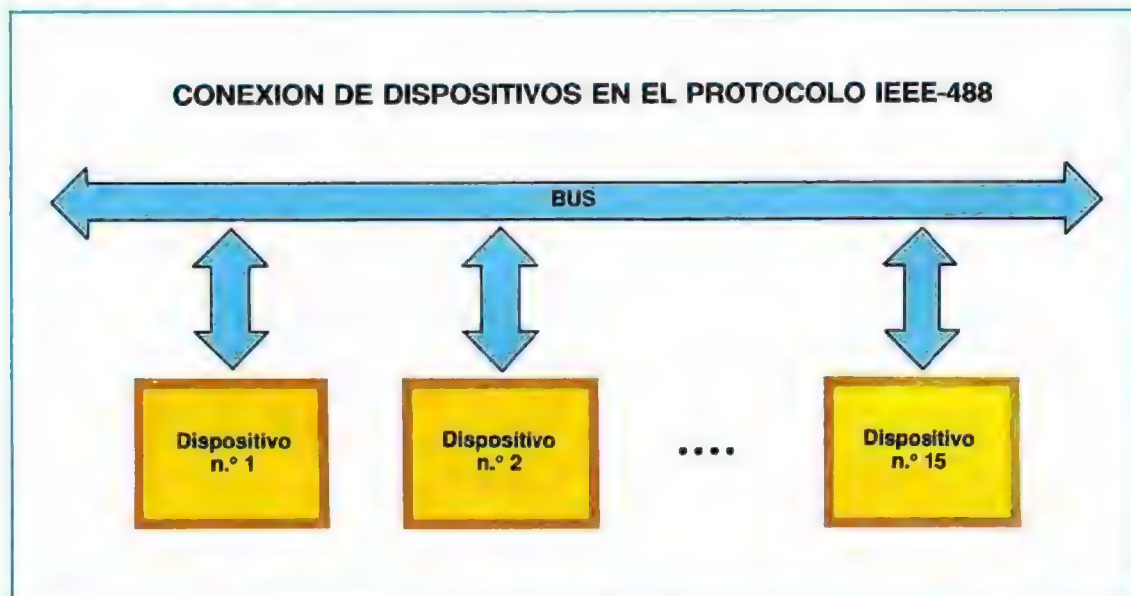 CONEXION DE DISPOSITIVOS EN EL PROTOCOLO IEEE-488
BUS
Dispositivo
n.º 1
Dispositivo
n.º 2
....
Dispositivo
n.º 15